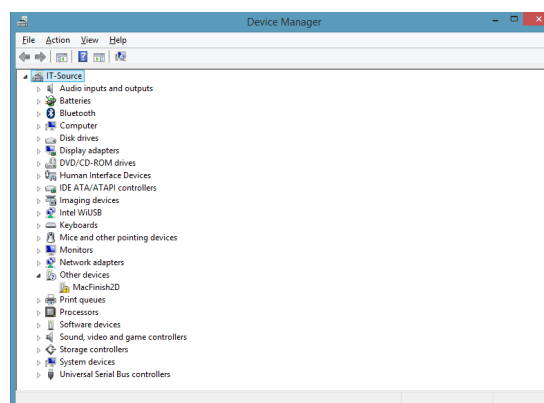 Device Manager
File Action View Help
IT-Source
Audio inputs and outputs
Batteries
Bluetooth
Computer
Disk drives
Display adapters
DVD/CD-ROM drives
Human Interface Devices
IDE ATA/ATAPI controllers
Imaging devices
Intel WiUSB
Keyboards
Mice and other pointing devices
Monitors
Network adapters
Other devices
MacFinish2D
Print queues
Processors
Software devices
Sound, video and game controllers
Storage controllers
System devices
Universal Serial Bus controllers